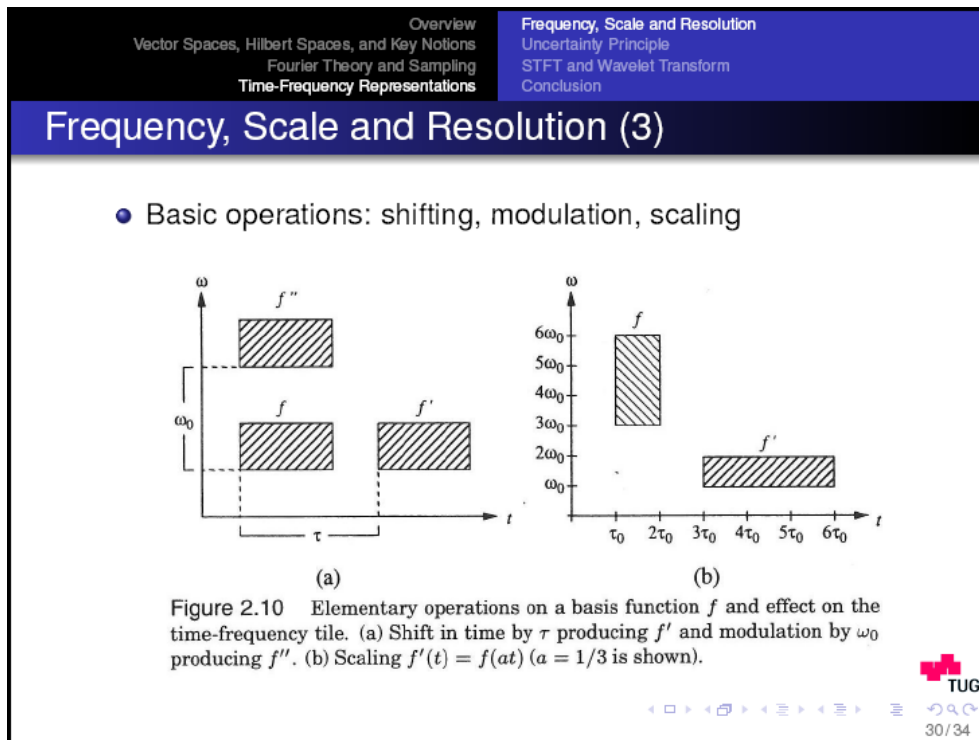 Overview
Vector Spaces, Hilbert Spaces, and Key Notions
Fourier Theory and Sampling
Time-Frequency Representations
Frequency, Scale and Resolution
Uncertainty Principle
STFT and Wavelet Transform
Conclusion
Frequency, Scale and Resolution (3)
Basic operations: shifting, modulation, scaling
ω
f''
ω₀
f
f'
τ
t
(a)
ω
6ω₀
5ω₀
4ω₀
3ω₀
2ω₀
ω₀
f
f'
τ₀ 2τ₀ 3τ₀ 4τ₀ 5τ₀ 6τ₀
t
(b)
Figure 2.10 Elementary operations on a basis function f and effect on the
time-frequency tile. (a) Shift in time by τ producing f' and modulation by ω₀
producing f''. (b) Scaling f'(t) = f(at) (a = 1/3 is shown).
TUG
30/34